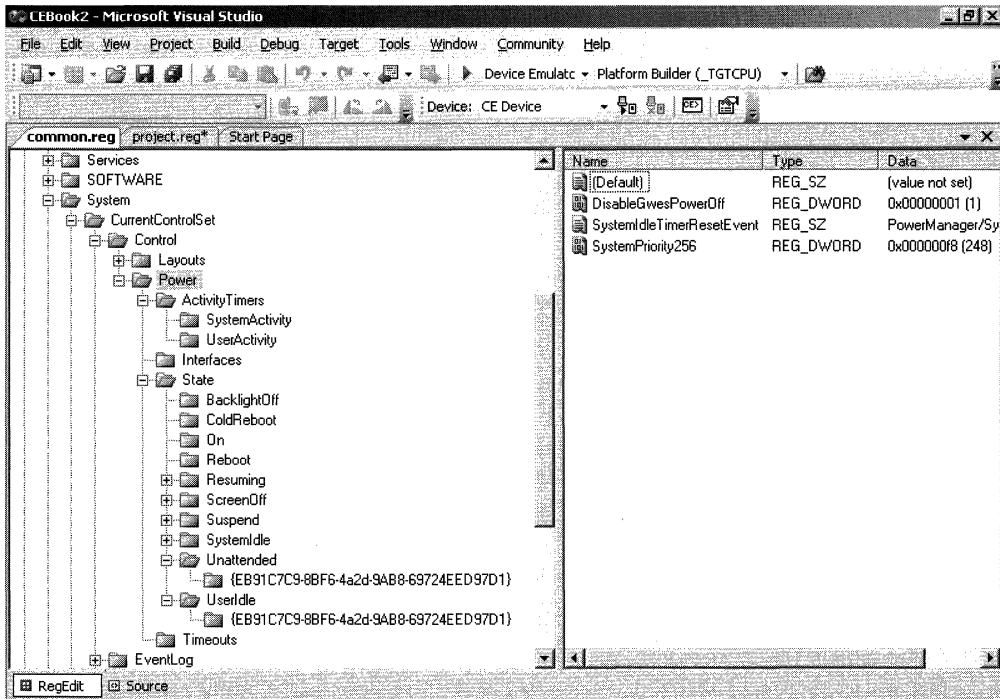 CEBook2 - Microsoft Visual Studio
File Edit View Project Build Debug Target Tools Window Community Help
Device Emulatc Platform Builder (_TGTCPU)
Device: CE Device
common.reg project.reg* Start Page
Services
SOFTWARE
System
CurrentControlSet
Control
Layouts
Power
ActivityTimers
SystemActivity
UserActivity
Interfaces
State
BacklightOff
ColdReboot
On
Reboot
Resuming
ScreenOff
Suspend
SystemIdle
Unattended
{EB91C7C9-8BF6-4a2d-9AB8-69724EED97D1}
UserIdle
{EB91C7C9-8BF6-4a2d-9AB8-69724EED97D1}
Timeouts
EventLog
Name Type Data
(Default) REG_SZ (value not set)
DisableGwesPowerOff REG_DWORD 0x00000001 (1)
SystemIdleTimerResetEvent REG_SZ PowerManager/Sy
SystemPriority256 REG_DWORD 0x000000f8 (248)
RegEdit Source